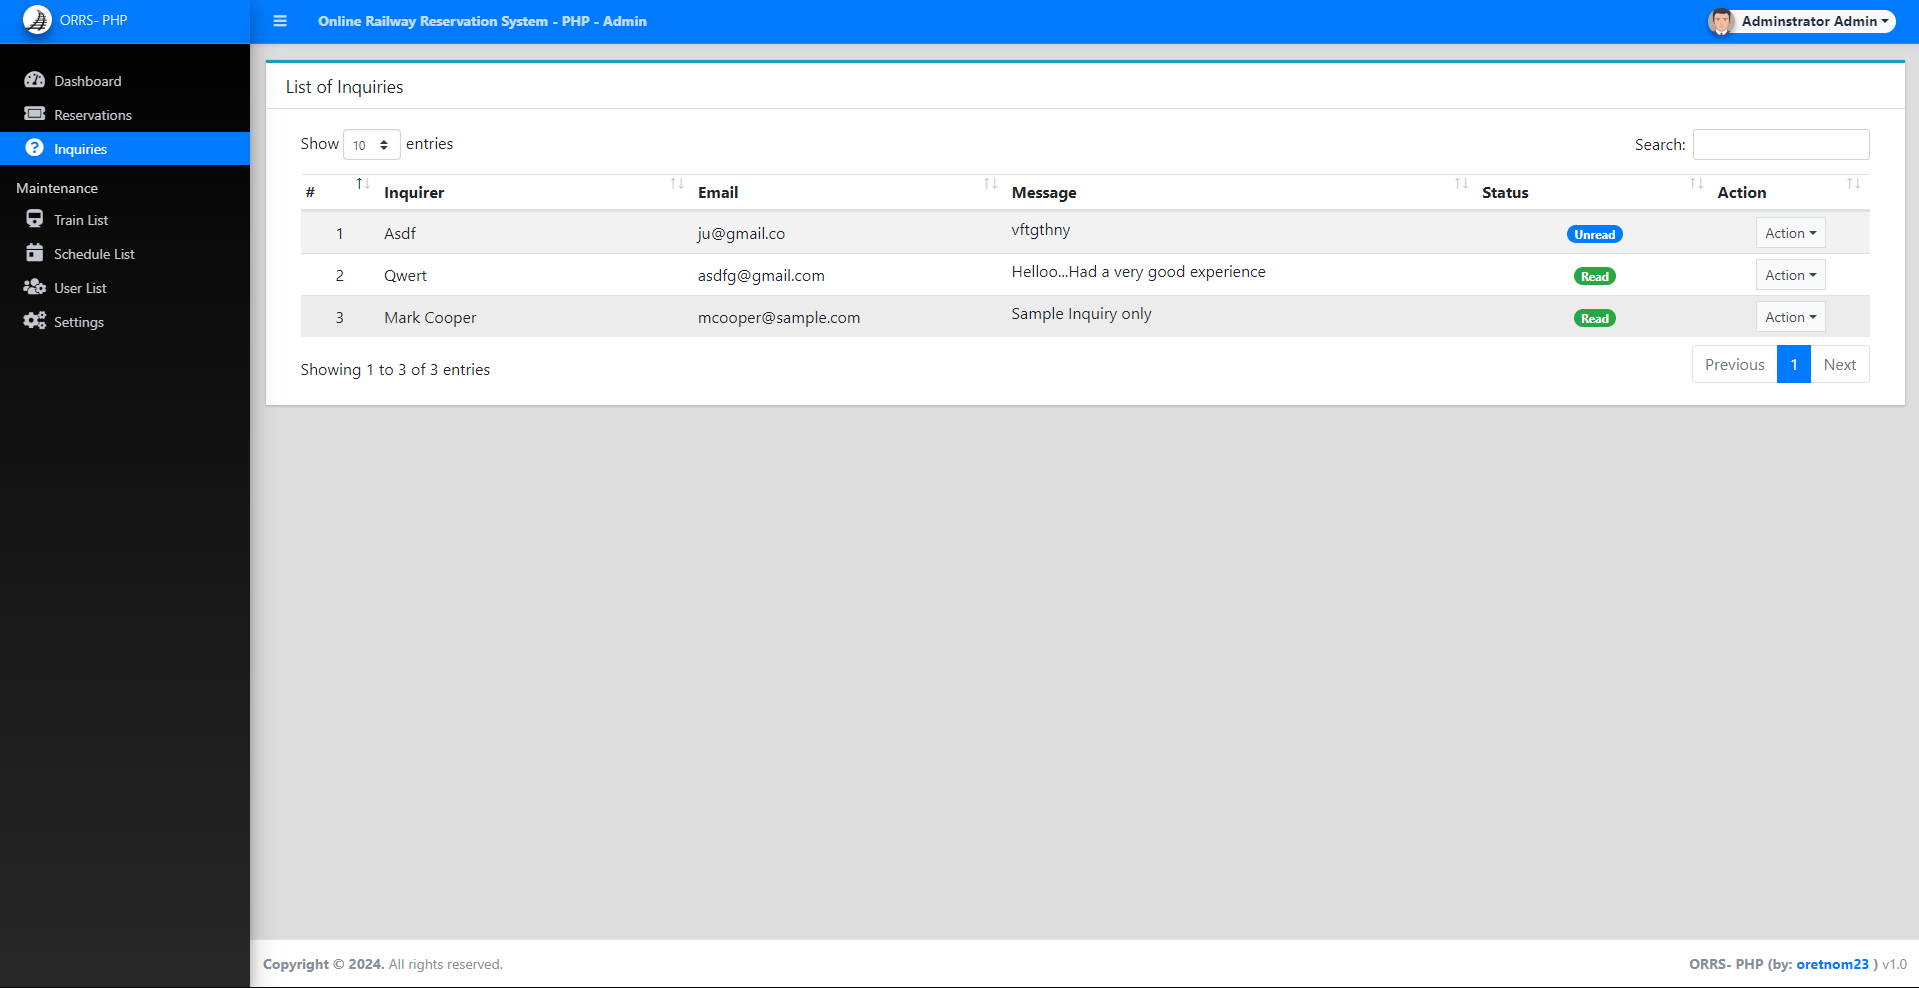 ORRS- PHP
Online Railway Reservation System - PHP - Admin
Adminstrator Admin
Dashboard
Reservations
Inquiries
Maintenance
Train List
Schedule List
User List
Settings
List of Inquiries
Show 10 entries
Search:
# Inquirer Email Message Status Action
1 Asdf ju@gmail.co vftgthny Unread Action
2 Qwert asdfg@gmail.com Helloo...Had a very good experience Read Action
3 Mark Cooper mcooper@sample.com Sample Inquiry only Read Action
Showing 1 to 3 of 3 entries
Previous 1 Next
Copyright © 2024. All rights reserved.
ORRS- PHP (by: oretnom23 ) v1.0